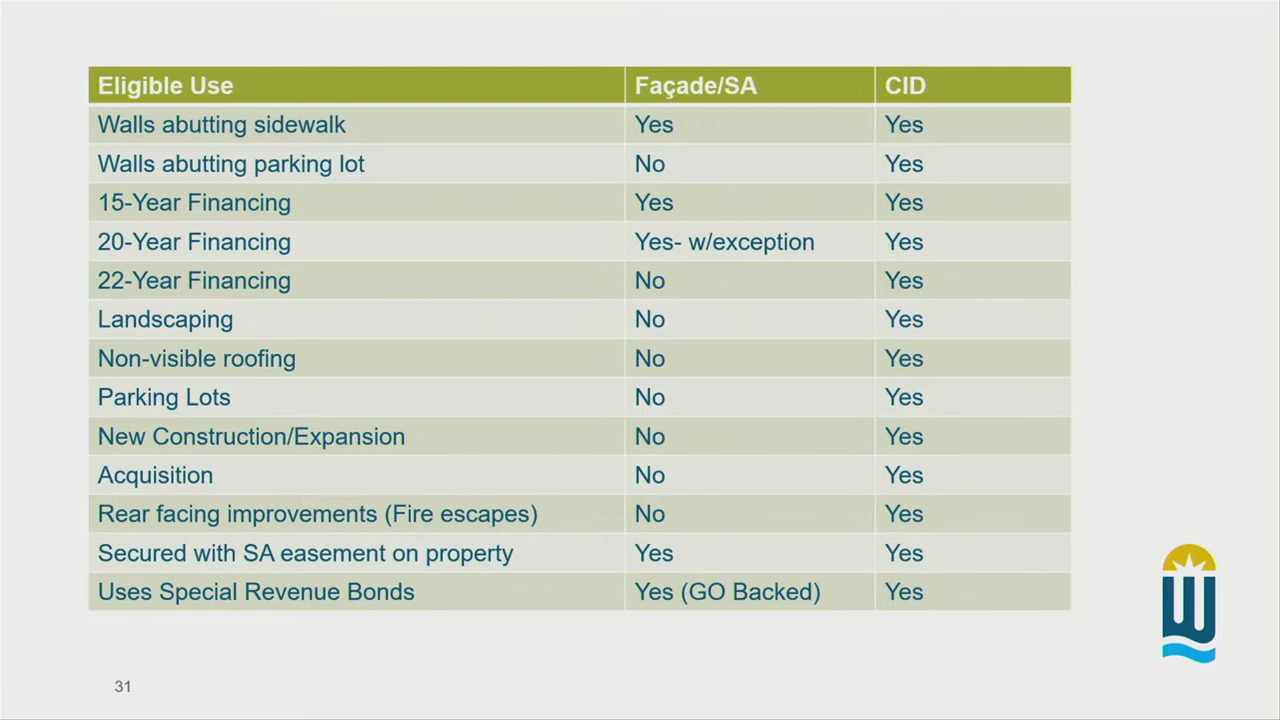 Eligible Use Façade/SA CID
Walls abutting sidewalk Yes Yes
Walls abutting parking lot No Yes
15-Year Financing Yes Yes
20-Year Financing Yes- w/exception Yes
22-Year Financing No Yes
Landscaping No Yes
Non-visible roofing No Yes
Parking Lots No Yes
New Construction/Expansion No Yes
Acquisition No Yes
Rear facing improvements (Fire escapes) No Yes
Secured with SA easement on property Yes Yes
Uses Special Revenue Bonds Yes (GO Backed) Yes
W
31